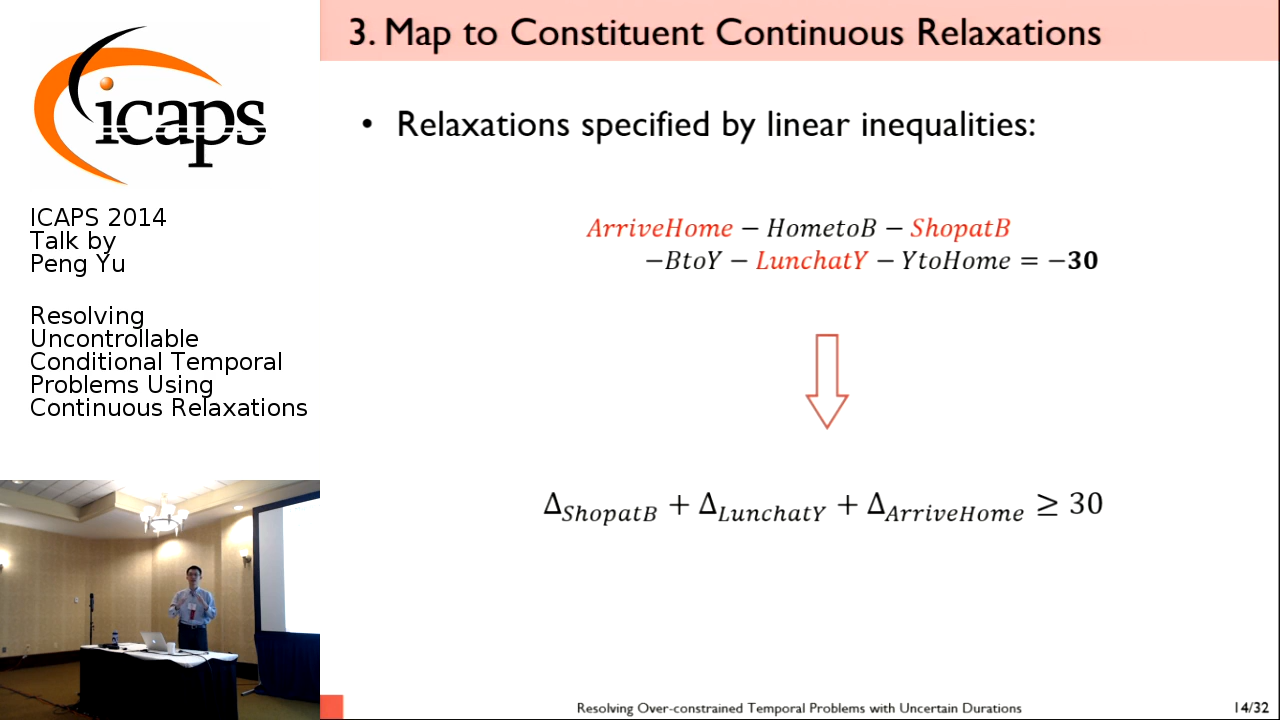 3. Map to Constituent Continuous Relaxations
icaps
ICAPS 2014
Talk by
Peng Yu
Resolving
Uncontrollable
Conditional Temporal
Problems Using
Continuous Relaxations
• Relaxations specified by linear inequalities:
ArriveHome − HometoB − ShopatB
−BtoY − LunchatY − YtoHome = −30
Δ_ShopatB + Δ_LunchatY + Δ_ArriveHome ≥ 30
Resolving Over-constrained Temporal Problems with Uncertain Durations
14/32